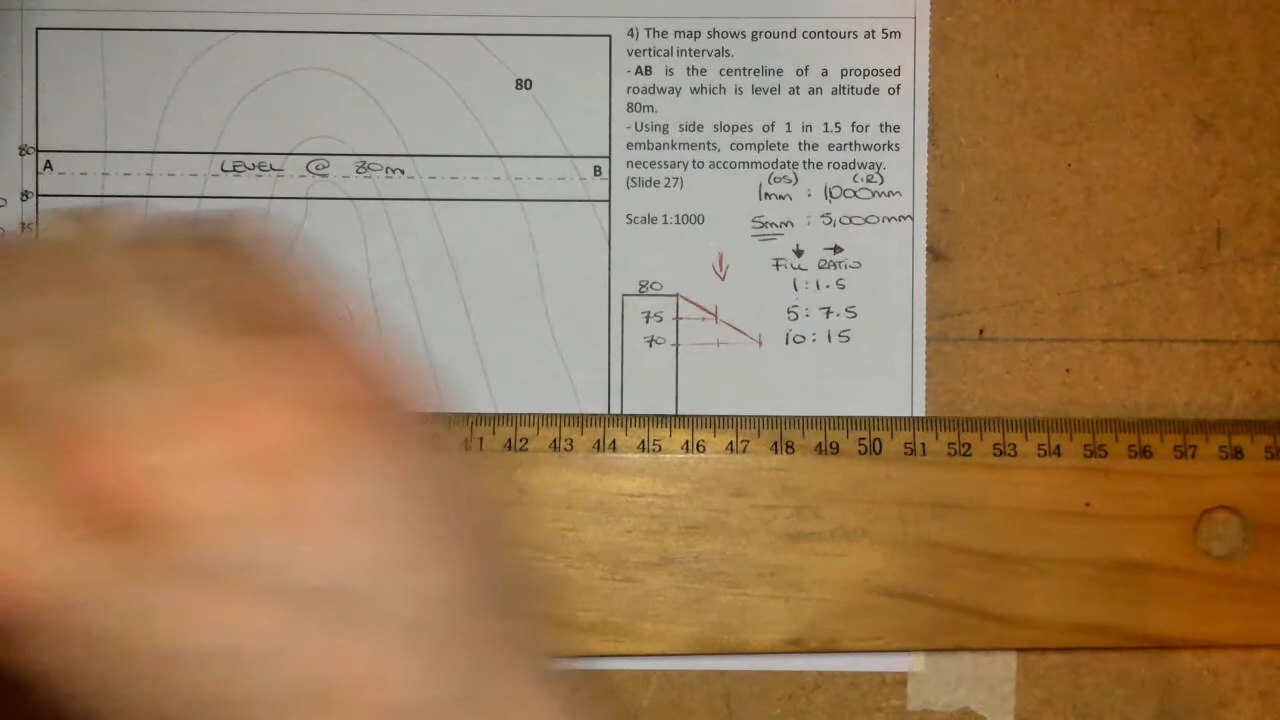 4) The map shows ground contours at 5m
vertical intervals.
- AB is the centreline of a proposed
roadway which is level at an altitude of
80m.
- Using side slopes of 1 in 1.5 for the
embankments, complete the earthworks
necessary to accommodate the roadway.
(Slide 27)
(OS) (I.R)
1mm : 1,000mm
Scale 1:1000
5mm : 5,000mm
FILL RATIO
1:1.5
5:7.5
10:15
80
75
70
80
80
A LEVEL @ 80m B
80
75
41 42 43 44 45 46 47 48 49 50 51 52 53 54 55 56 57 58